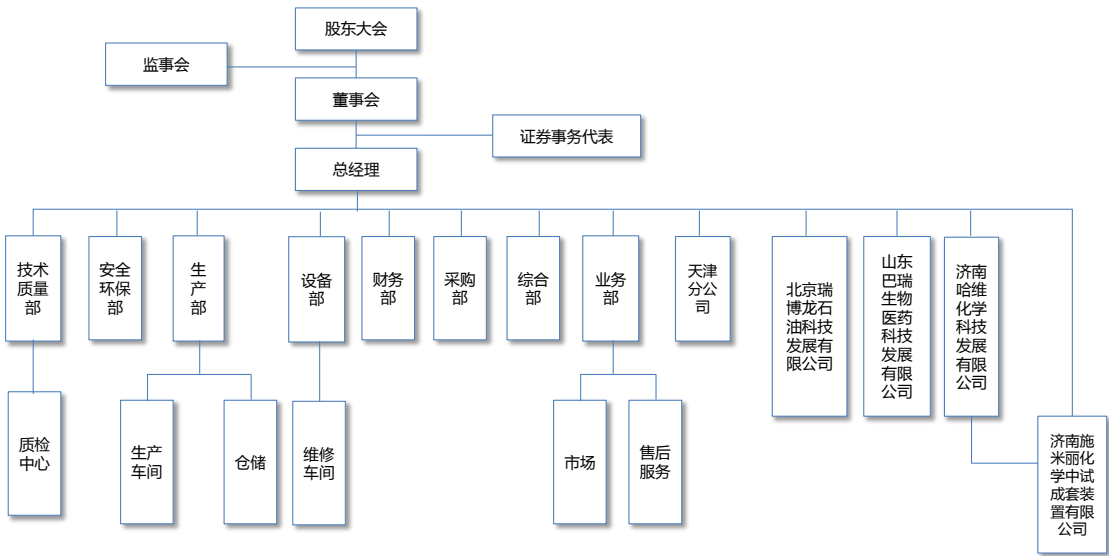 股东大会
监事会
董事会
证券事务代表
总经理
技术
质量
部
安全
环保
部
生
产
部
设备
部
财务
部
采购
部
综合
部
业务
部
天津
分公
司
北京瑞
博龙石
油科技
发展有
限公司
山东
巴瑞
生物
医药
科技
发展
有限
公司
济南
哈维
化学
科技
发展
有限
公司
质检
中心
生产
车间
仓储
维修
车间
市场
售后
服务
济南施
米丽化
学中试
成套装
置有限
公司